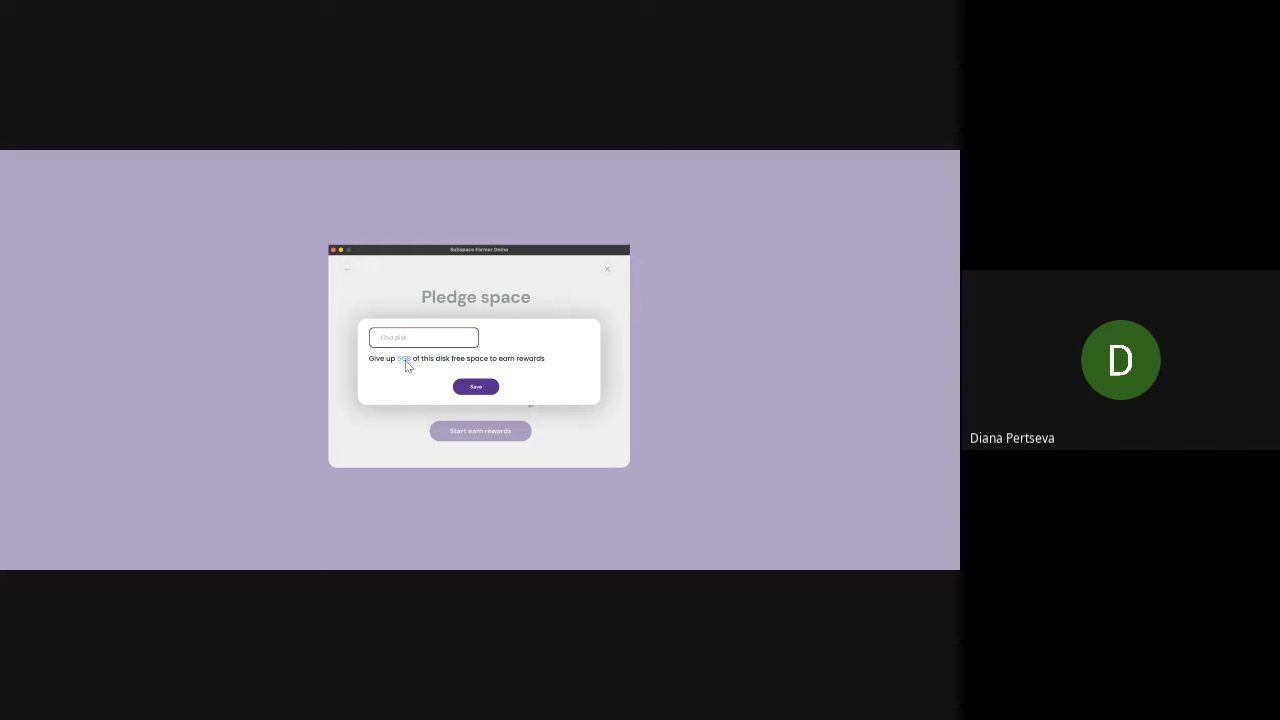 Subspace Farmer Demo
Pledge space
Find disk
Give up 5GB of this disk free space to earn rewards
Save
Start earn rewards
D
Diana Pertseva